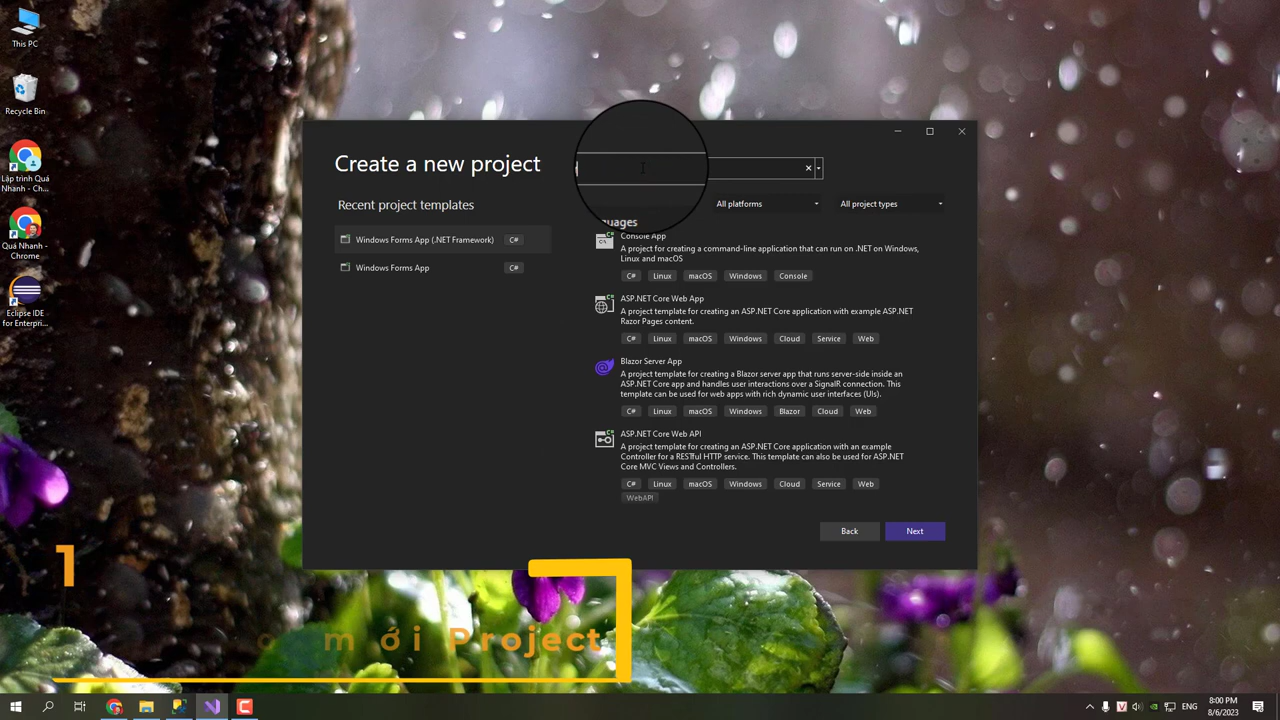 This PC
Recycle Bin
Lập trình Quá
Nhanh - Ch...
Quá Nhanh -
Chrome
Eclipse IDE
for Enterpri...
Create a new project
Recent project templates
Windows Forms App (.NET Framework)
C#
Windows Forms App
C#
All platforms
All project types
uages
Console App
A project for creating a command-line application that can run on .NET on Windows,
Linux and macOS
C# Linux macOS Windows Console
ASP.NET Core Web App
A project template for creating an ASP.NET Core application with example ASP.NET
Razor Pages content.
C# Linux macOS Windows Cloud Service Web
Blazor Server App
A project template for creating a Blazor server app that runs server-side inside an
ASP.NET Core app and handles user interactions over a SignalR connection. This
template can be used for web apps with rich dynamic user interfaces (UIs).
C# Linux macOS Windows Blazor Cloud Web
ASP.NET Core Web API
A project template for creating an ASP.NET Core application with an example
Controller for a RESTful HTTP service. This template can also be used for ASP.NET
Core MVC Views and Controllers.
C# Linux macOS Windows Cloud Service Web
WebAPI
Back
Next
1
mới Project
ENG
8:00 PM
8/6/2023